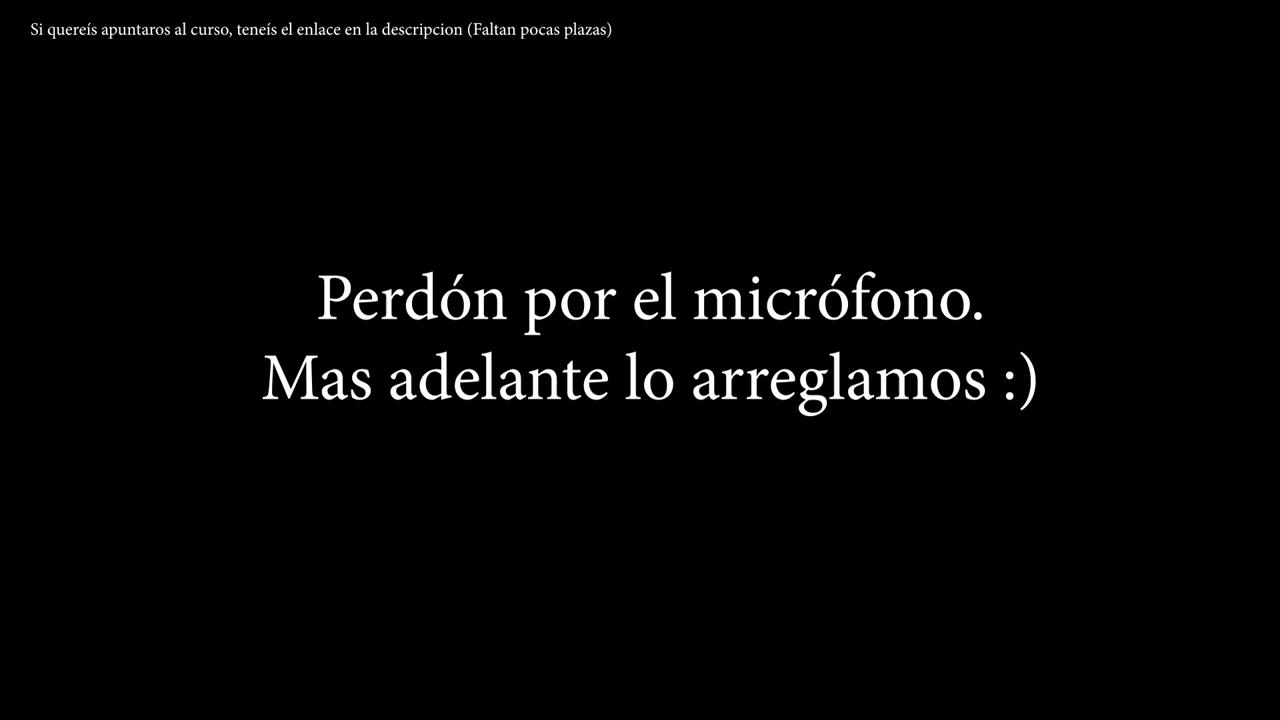 Si quereís apuntaros al curso, teneís el enlace en la descripcion (Faltan pocas plazas)
Perdón por el micrófono.
Mas adelante lo arreglamos :)